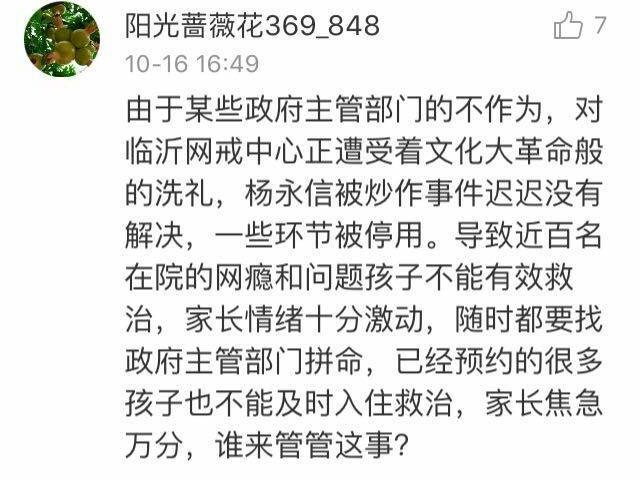 阳光蔷薇花369_848
7
10-16 16:49
由于某些政府主管部门的不作为，对
临沂网戒中心正遭受着文化大革命般
的洗礼，杨永信被炒作事件迟迟没有
解决，一些环节被停用。导致近百名
在院的网瘾和问题孩子不能有效救
治，家长情绪十分激动，随时都要找
政府主管部门拼命，已经预约的很多
孩子也不能及时入住救治，家长焦急
万分，谁来管管这事？